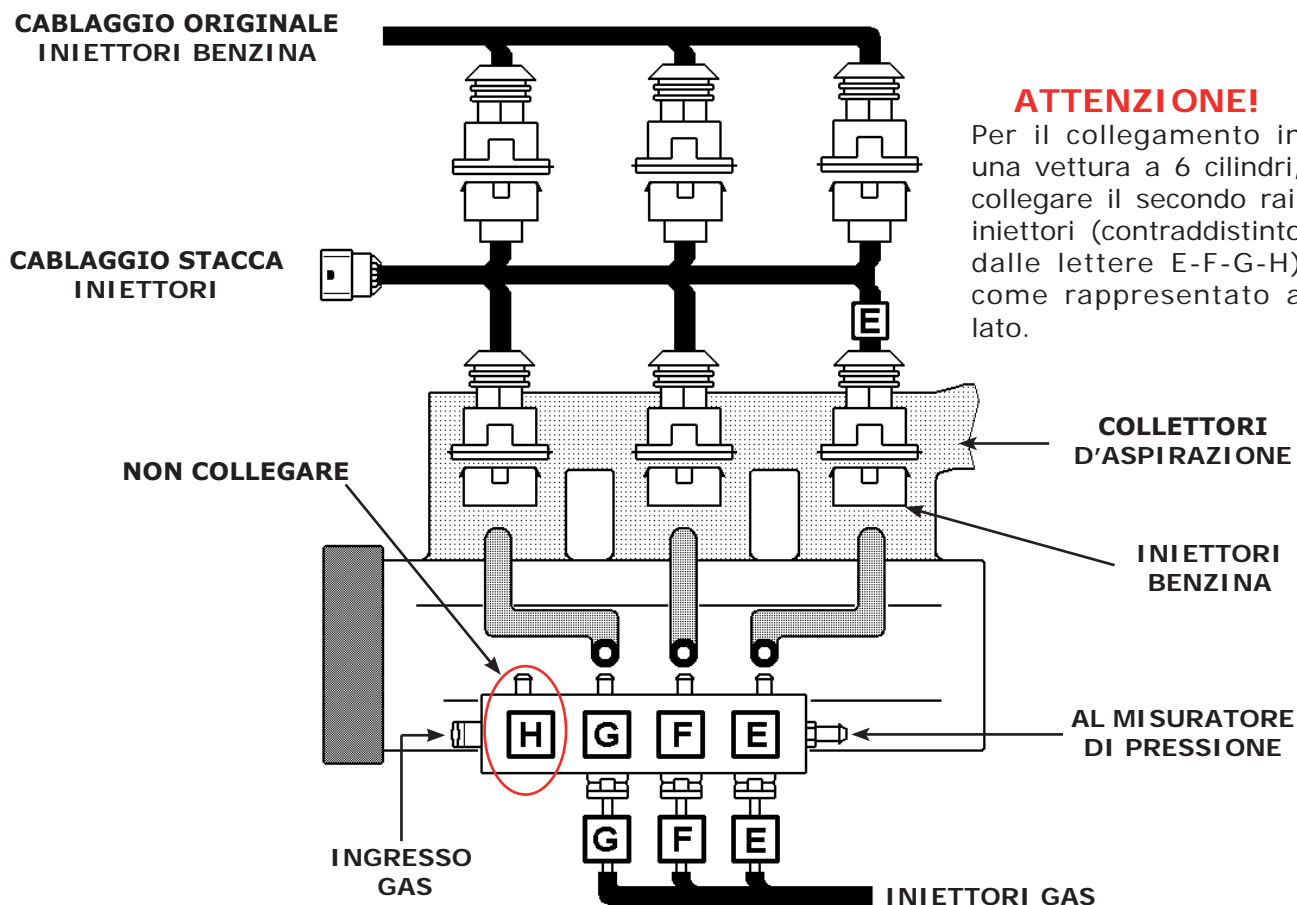 CABLAGGIO ORIGINALE
INIETTORI BENZINA
ATTENZIONE!
Per il collegamento in
una vettura a 6 cilindri,
collegare il secondo rai
iniettori (contraddistinto
dalle lettere E-F-G-H)
come rappresentato a
lato.
CABLAGGIO STACCA
INIETTORI
E
COLLETTORI
D'ASPIRAZIONE
NON COLLEGARE
INIETTORI
BENZINA
H G F E
AL MISURATORE
DI PRESSIONE
G F E
INGRESSO
GAS
INIETTORI GAS